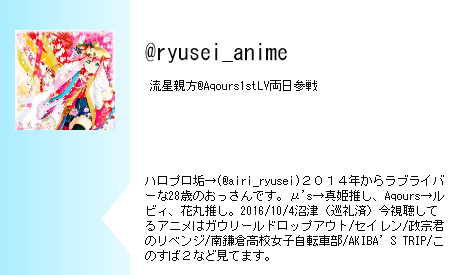 @ryusei_anime
流星親方@Aqours1stLV両日参戦
ハロプロ垢→(@airi_ryusei)２０１４年からラブライバ
ーな28歳のおっさんです。μ's→真姫推し、Aqours→ル
ビィ、花丸推し。2016/10/4沼津（巡礼済）今視聴して
るアニメはガヴリールドロップアウト/セイレン/政宗君
のリベンジ/南鎌倉高校女子自転車部/AKIBA’S TRIP/こ
のすば２など見てます。